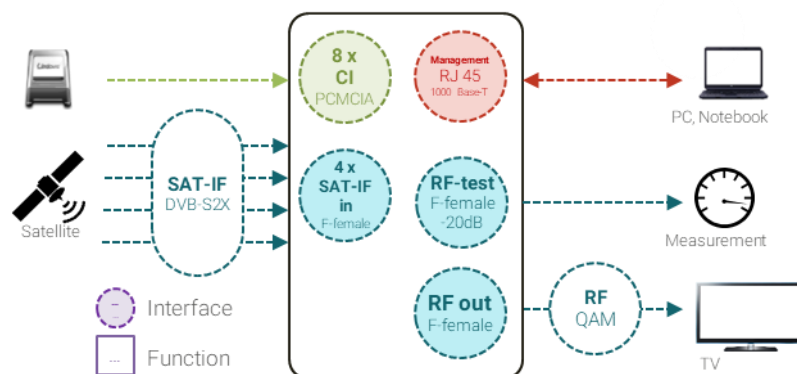 8 x
CI
PCMCIA
Management
RJ 45
1000 Base-T
PC, Notebook
SAT-IF
DVB-S2X
Satellite
4 x
SAT-IF
in
F-female
RF-test
F-female
-20dB
Measurement
... Interface
RF out
F-female
RF
QAM
... Function
TV